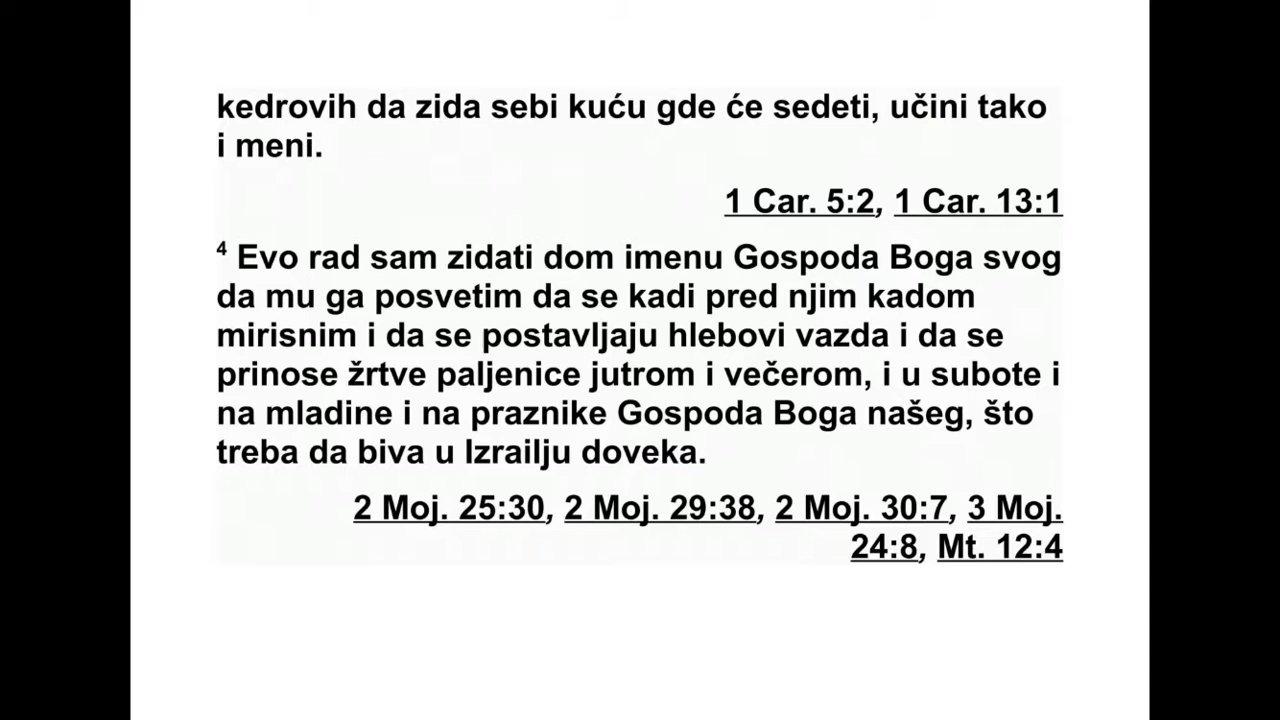 kedrovih da zida sebi kuću gde će sedeti, učini tako
i meni.
1 Car. 5:2, 1 Car. 13:1
4 Evo rad sam zidati dom imenu Gospoda Boga svog
da mu ga posvetim da se kadi pred njim kadom
mirisnim i da se postavljaju hlebovi vazda i da se
prinose žrtve paljenice jutrom i večerom, i u subote i
na mladine i na praznike Gospoda Boga našeg, što
treba da biva u Izrailju doveka.
2 Moj. 25:30, 2 Moj. 29:38, 2 Moj. 30:7, 3 Moj.
24:8, Mt. 12:4